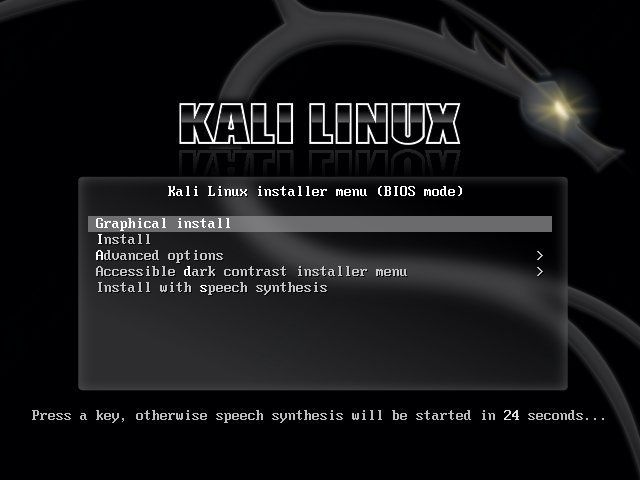 KALI LINUX
Kali Linux installer menu (BIOS mode)
Graphical install
Install
Advanced options >
Accessible dark contrast installer menu >
Install with speech synthesis
Press a key, otherwise speech synthesis will be started in 24 seconds...